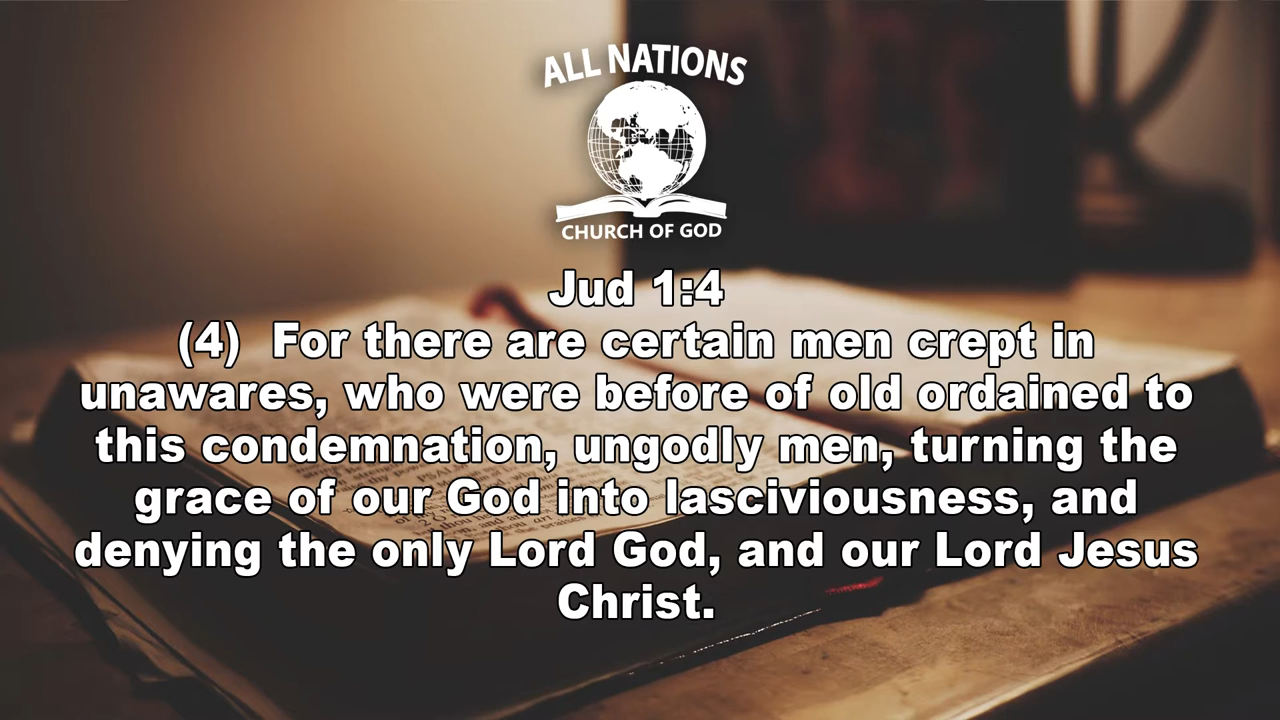 ALL NATIONS
CHURCH OF GOD
Jud 1:4
(4) For there are certain men crept in
unawares, who were before of old ordained to
this condemnation, ungodly men, turning the
grace of our God into lasciviousness, and
denying the only Lord God, and our Lord Jesus
Christ.